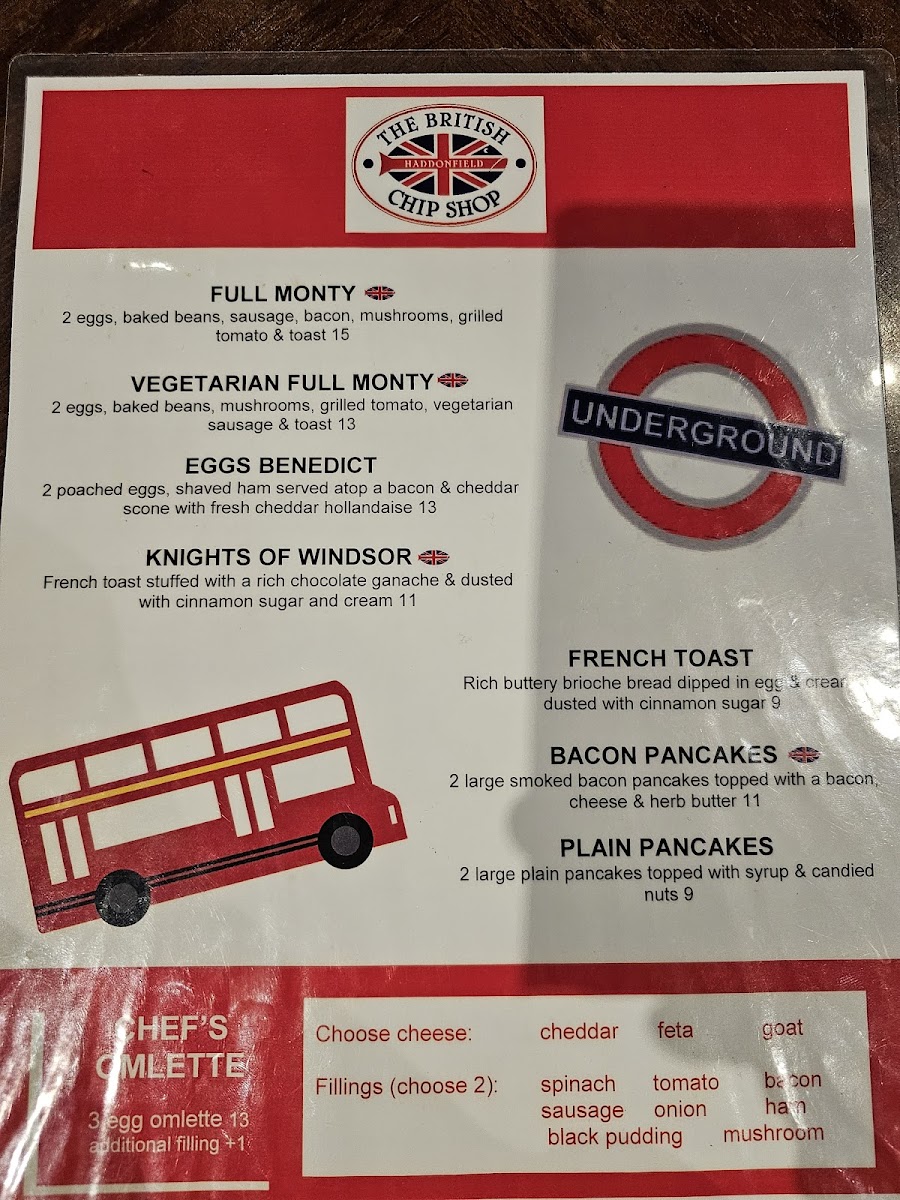 THE BRITISH
HADDONFIELD
CHIP SHOP
FULL MONTY
2 eggs, baked beans, sausage, bacon, mushrooms, grilled
tomato & toast 15
VEGETARIAN FULL MONTY
2 eggs, baked beans, mushrooms, grilled tomato, vegetarian
sausage & toast 13
EGGS BENEDICT
2 poached eggs, shaved ham served atop a bacon & cheddar
scone with fresh cheddar hollandaise 13
KNIGHTS OF WINDSOR
French toast stuffed with a rich chocolate ganache & dusted
with cinnamon sugar and cream 11
UNDERGROUND
FRENCH TOAST
Rich buttery brioche bread dipped in egg & cream
dusted with cinnamon sugar 9
BACON PANCAKES
2 large smoked bacon pancakes topped with a bacon,
cheese & herb butter 11
PLAIN PANCAKES
2 large plain pancakes topped with syrup & candied
nuts 9
CHEF'S
OMLETTE
3 egg omlette 13
additional filling +1
Choose cheese: cheddar feta goat
Fillings (choose 2): spinach tomato bacon
sausage onion ham
black pudding mushroom